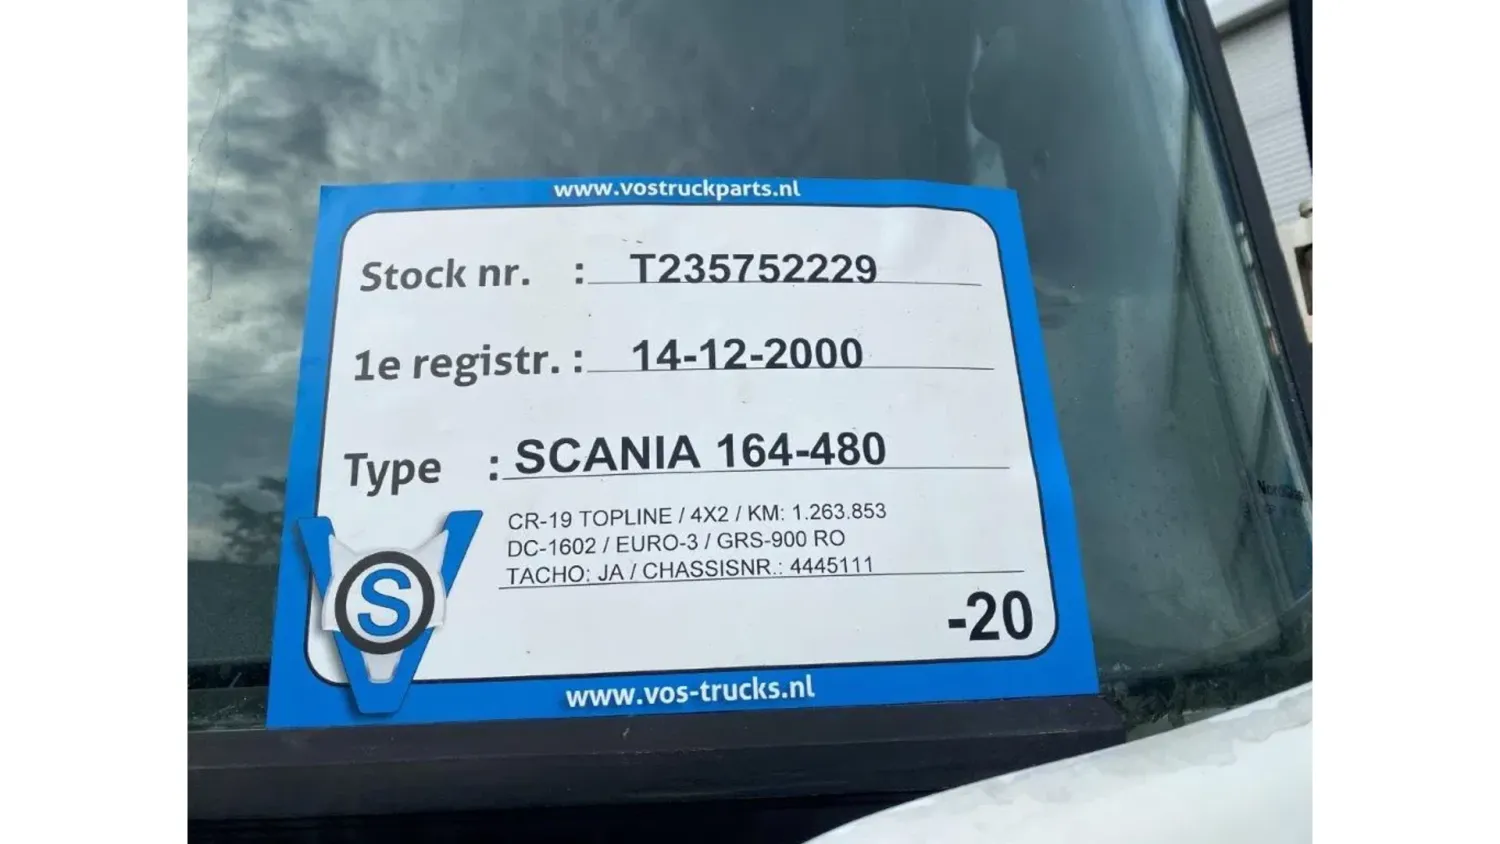 www.vostruckparts.nl
Stock nr. : T235752229
1e registr. : 14-12-2000
Type : SCANIA 164-480
CR-19 TOPLINE / 4X2 / KM: 1.263.853
DC-1602 / EURO-3 / GRS-900 RO
TACHO: JA / CHASSISNR.: 4445111
-20
VS
www.vos-trucks.nl